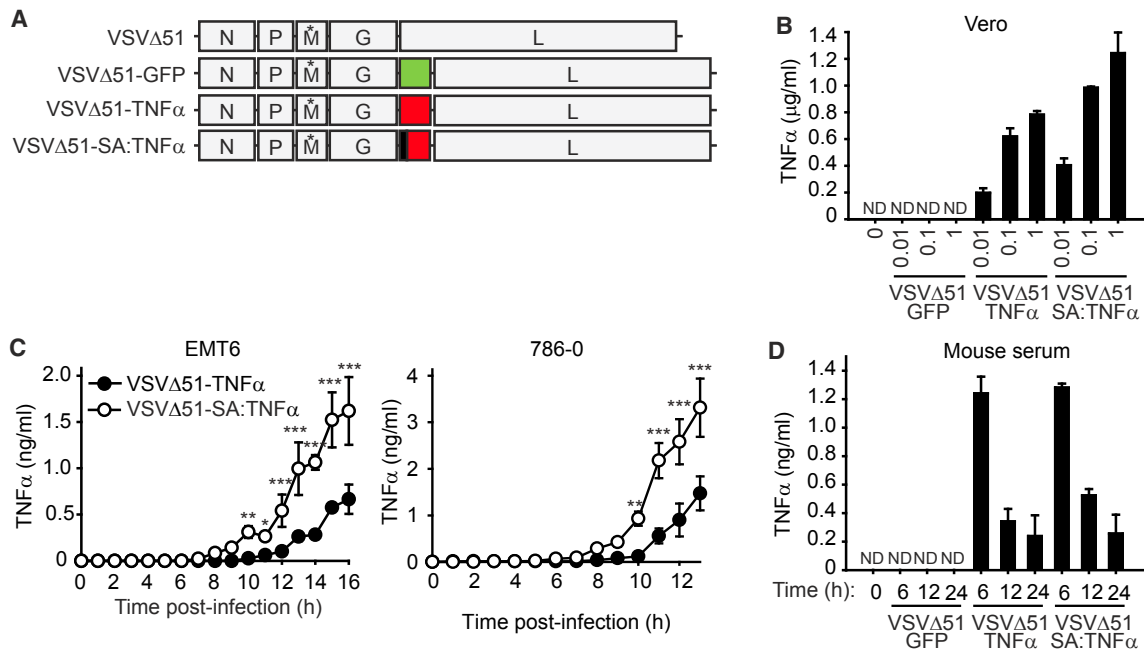 A
VSVΔ51 N P *M G L
VSVΔ51-GFP N P *M G L
VSVΔ51-TNFα N P *M G L
VSVΔ51-SA:TNFα N P *M G L
B
Vero
TNFα (μg/ml)
1.4
1.2
1.0
0.8
0.6
0.4
0.2
0
ND ND ND ND
0 0.01 0.1 1 0.01 0.1 1 0.01 0.1 1
VSVΔ51 VSVΔ51 VSVΔ51
GFP TNFα SA:TNFα
C
EMT6
TNFα (ng/ml)
2.0
1.5
1.0
0.5
0
VSVΔ51-TNFα
VSVΔ51-SA:TNFα
** * *** *** *** *** ***
0 2 4 6 8 10 12 14 16
Time post-infection (h)
786-0
TNFα (ng/ml)
4
3
2
1
0
** *** *** ***
0 2 4 6 8 10 12
Time post-infection (h)
D
Mouse serum
TNFα (ng/ml)
1.4
1.2
1.0
0.8
0.6
0.4
0.2
0
ND ND ND ND
Time (h): 0 6 12 24 6 12 24 6 12 24
VSVΔ51 VSVΔ51 VSVΔ51
GFP TNFα SA:TNFα